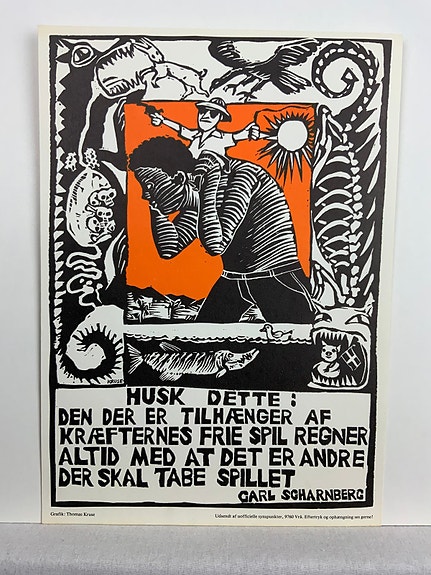 KRUSE
HUSK DETTE:
DEN DER ER TILHÆNGER AF
KRÆFTERNES FRIE SPIL REGNER
ALTID MED AT DET ER ANDRE
DER SKAL TABE SPILLET
CARL SCHARNBERG
Grafik: Thomas Kruse
Udsendt af uofficielle synspunkter, 9760 Vrå. Eftertryk og ophængning ses gerne!